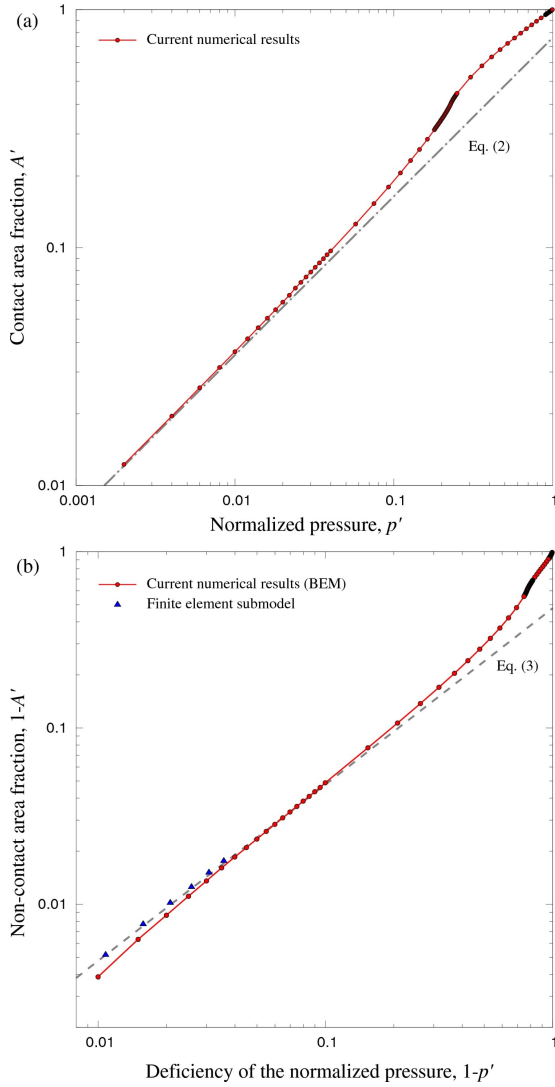 (a)
1
Current numerical results
Eq. (2)
0.1
0.01
Contact area fraction, A′
0.001
0.01
0.1
1
Normalized pressure, p′
(b)
1
Current numerical results (BEM)
Finite element submodel
Eq. (3)
0.1
0.01
Non-contact area fraction, 1-A′
0.01
0.1
1
Deficiency of the normalized pressure, 1-p′